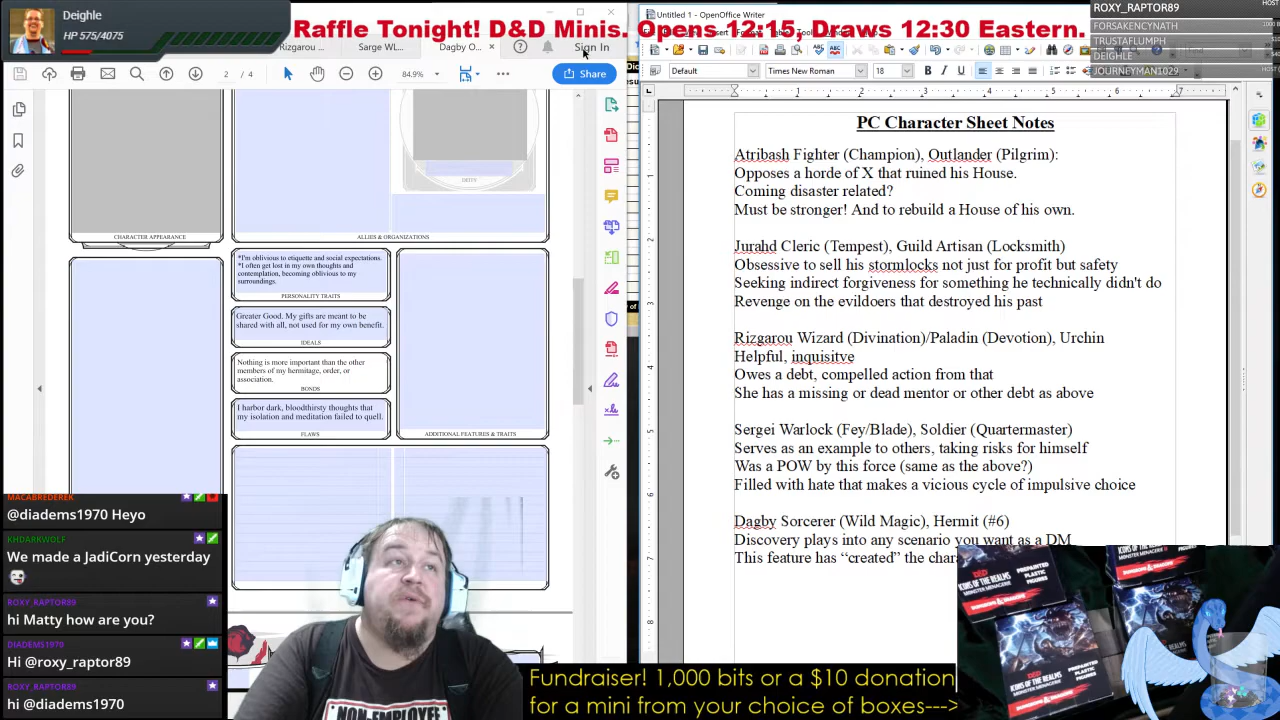 Deighle
HP 575/4075
Raffle Tonight! D&D Minis. Opens 12:15, Draws 12:30 Eastern.
ROXY_RAPTOR89
FORSAKENCYNATH
TRUSTAFLUMPH
DEIGHLE
JOURNEYMAN1029
Untitled 1 - OpenOffice Writer
Rizgarou ...
Sarge WL...
Dagby O...
Sign In
/ 4
84.9%
Share
Default
Times New Roman
18
CHARACTER APPEARANCE
ALLIES & ORGANIZATIONS
*I'm oblivious to etiquette and social expectations.
*I often get lost in my own thoughts and
contemplation, becoming oblivious to my
surroundings.
PERSONALITY TRAITS
Greater Good. My gifts are meant to be
shared with all, not used for my own benefit.
IDEALS
Nothing is more important than the other
members of my hermitage, order, or
association.
BONDS
I harbor dark, bloodthirsty thoughts that
my isolation and meditation failed to quell.
FLAWS
ADDITIONAL FEATURES & TRAITS
PC Character Sheet Notes
Atribash Fighter (Champion), Outlander (Pilgrim):
Opposes a horde of X that ruined his House.
Coming disaster related?
Must be stronger! And to rebuild a House of his own.
Jurahd Cleric (Tempest), Guild Artisan (Locksmith)
Obsessive to sell his stormlocks not just for profit but safety
Seeking indirect forgiveness for something he technically didn't do
Revenge on the evildoers that destroyed his past
Rizgarou Wizard (Divination)/Paladin (Devotion), Urchin
Helpful, inquisitve
Owes a debt, compelled action from that
She has a missing or dead mentor or other debt as above
Sergei Warlock (Fey/Blade), Soldier (Quartermaster)
Serves as an example to others, taking risks for himself
Was a POW by this force (same as the above?)
Filled with hate that makes a vicious cycle of impulsive choice
Dagby Sorcerer (Wild Magic), Hermit (#6)
Discovery plays into any scenario you want as a DM
This feature has “created” the chara
MACABREDEREK
@diadems1970 Heyo
KHDARKWOLF
We made a JadiCorn yesterday
ROXY_RAPTOR89
hi Matty how are you?
DIADEMS1970
Hi @roxy_raptor89
ROXY_RAPTOR89
hi @diadems1970
NON-EMPLOYEE
Fundraiser! 1,000 bits or a $10 donation
for a mini from your choice of boxes--->